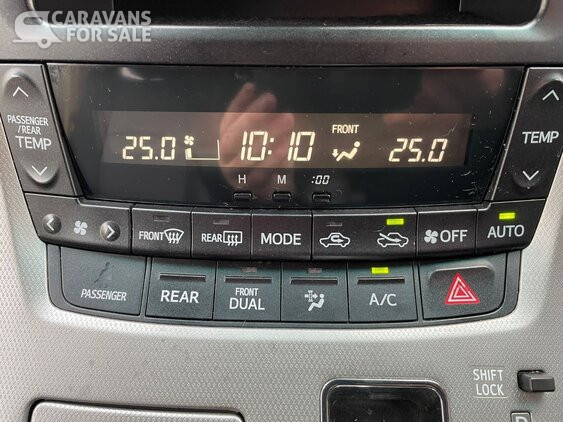 CARAVANS
FOR SALE
PASSENGER
/REAR
TEMP
25.0 10:10 FRONT 25.0
TEMP
H M :00
FRONT REAR MODE OFF AUTO
PASSENGER REAR FRONT DUAL A/C
SHIFT
LOCK
P